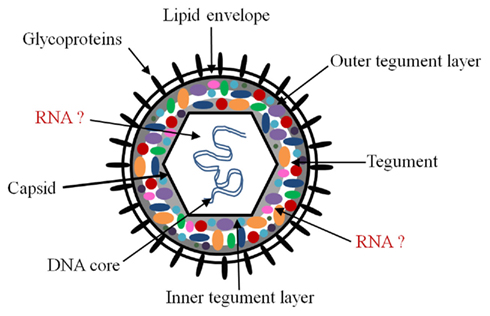 Lipid envelope
Glycoproteins
Outer tegument layer
RNA ?
Tegument
Capsid
RNA ?
DNA core
Inner tegument layer